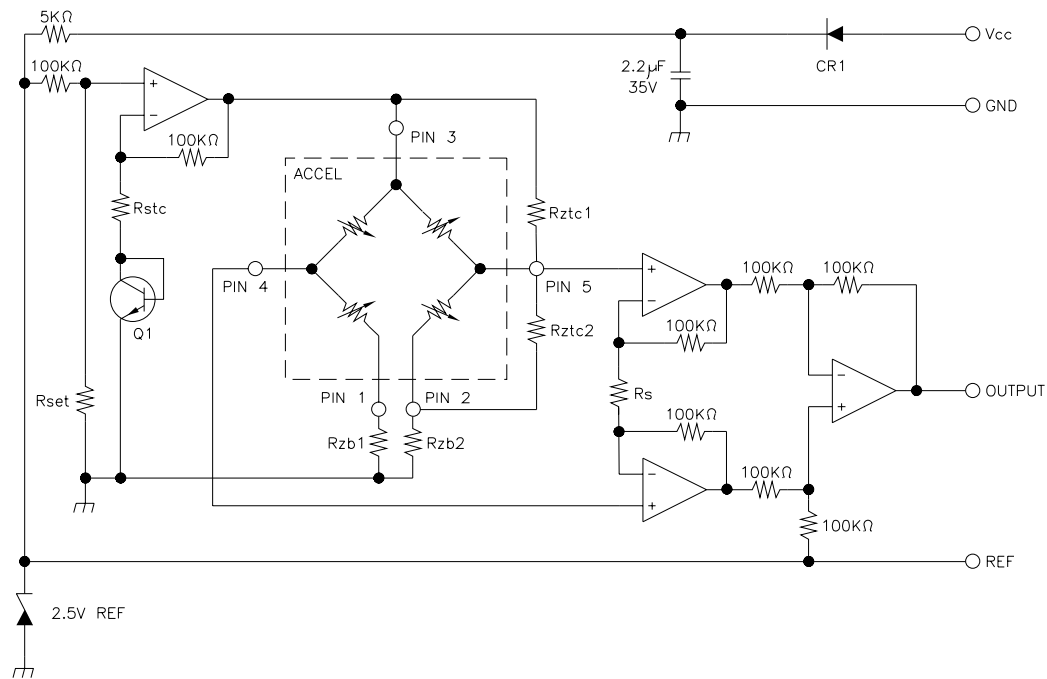 5KΩ
Vcc
100KΩ
2.2µF
35V
CR1
GND
+
−
PIN 3
100KΩ
ACCEL
Rstc
Rztc1
PIN 4
PIN 5
+
−
100KΩ
100KΩ
Q1
Rztc2
100KΩ
−
+
OUTPUT
Rset
PIN 1
PIN 2
Rs
Rzb1
Rzb2
100KΩ
−
+
100KΩ
100KΩ
REF
2.5V REF